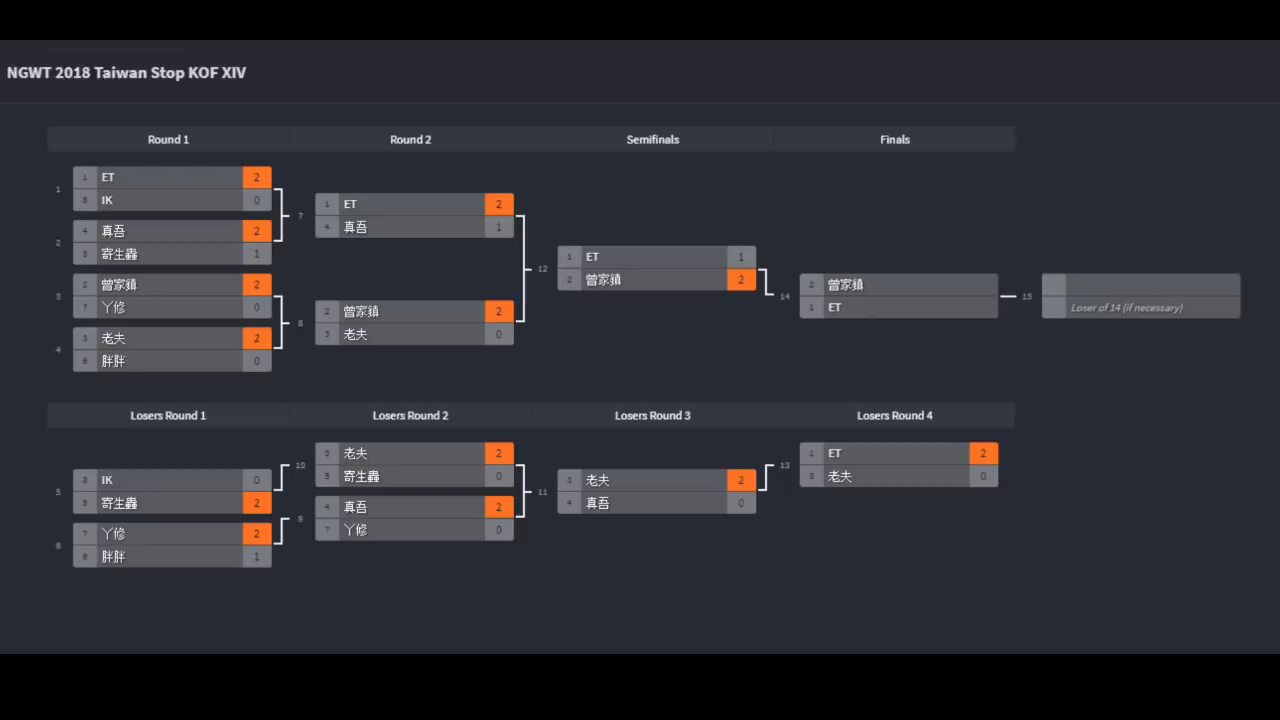 NGWT 2018 Taiwan Stop KOF XIV
Round 1
Round 2
Semifinals
Finals
1
1 ET 2
8 IK 0
2
4 真吾 2
5 寄生蟲 1
3
2 曾家鎮 2
7 丫修 0
4
3 老夫 2
6 胖胖 0
7
1 ET 2
4 真吾 1
8
2 曾家鎮 2
3 老夫 0
12
1 ET 1
2 曾家鎮 2
14
2 曾家鎮
1 ET
15
Loser of 14 (if necessary)
Losers Round 1
Losers Round 2
Losers Round 3
Losers Round 4
5
8 IK 0
5 寄生蟲 2
6
7 丫修 2
6 胖胖 1
10
3 老夫 2
5 寄生蟲 0
9
4 真吾 2
7 丫修 0
11
3 老夫 2
4 真吾 0
13
1 ET 2
3 老夫 0